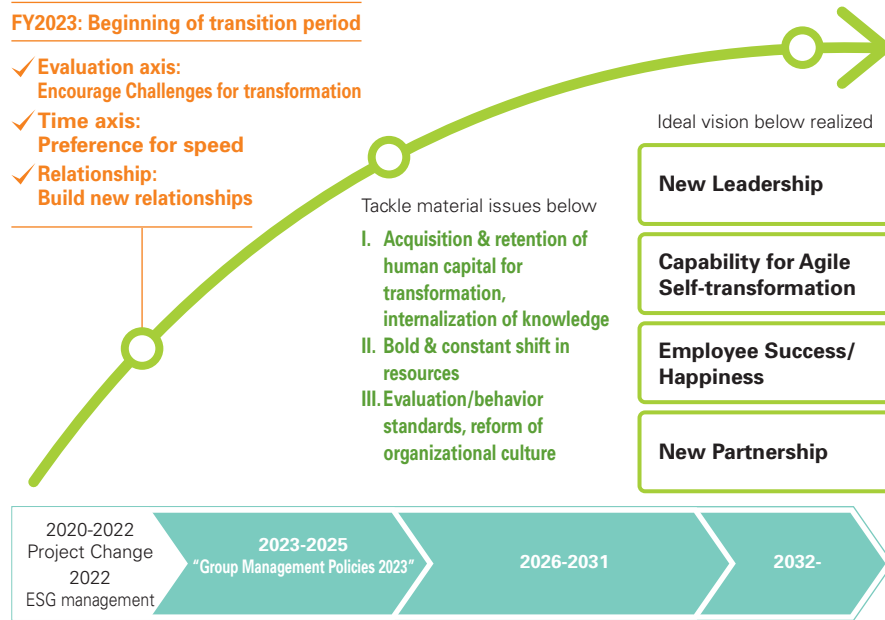 FY2023: Beginning of transition period
Evaluation axis:
Encourage Challenges for transformation
Time axis:
Preference for speed
Relationship:
Build new relationships
Tackle material issues below
I. Acquisition & retention of
human capital for
transformation,
internalization of knowledge
II. Bold & constant shift in
resources
III. Evaluation/behavior
standards, reform of
organizational culture
Ideal vision below realized
New Leadership
Capability for Agile
Self-transformation
Employee Success/
Happiness
New Partnership
2020-2022
Project Change
2022
ESG management
2023-2025
"Group Management Policies 2023"
2026-2031
2032-